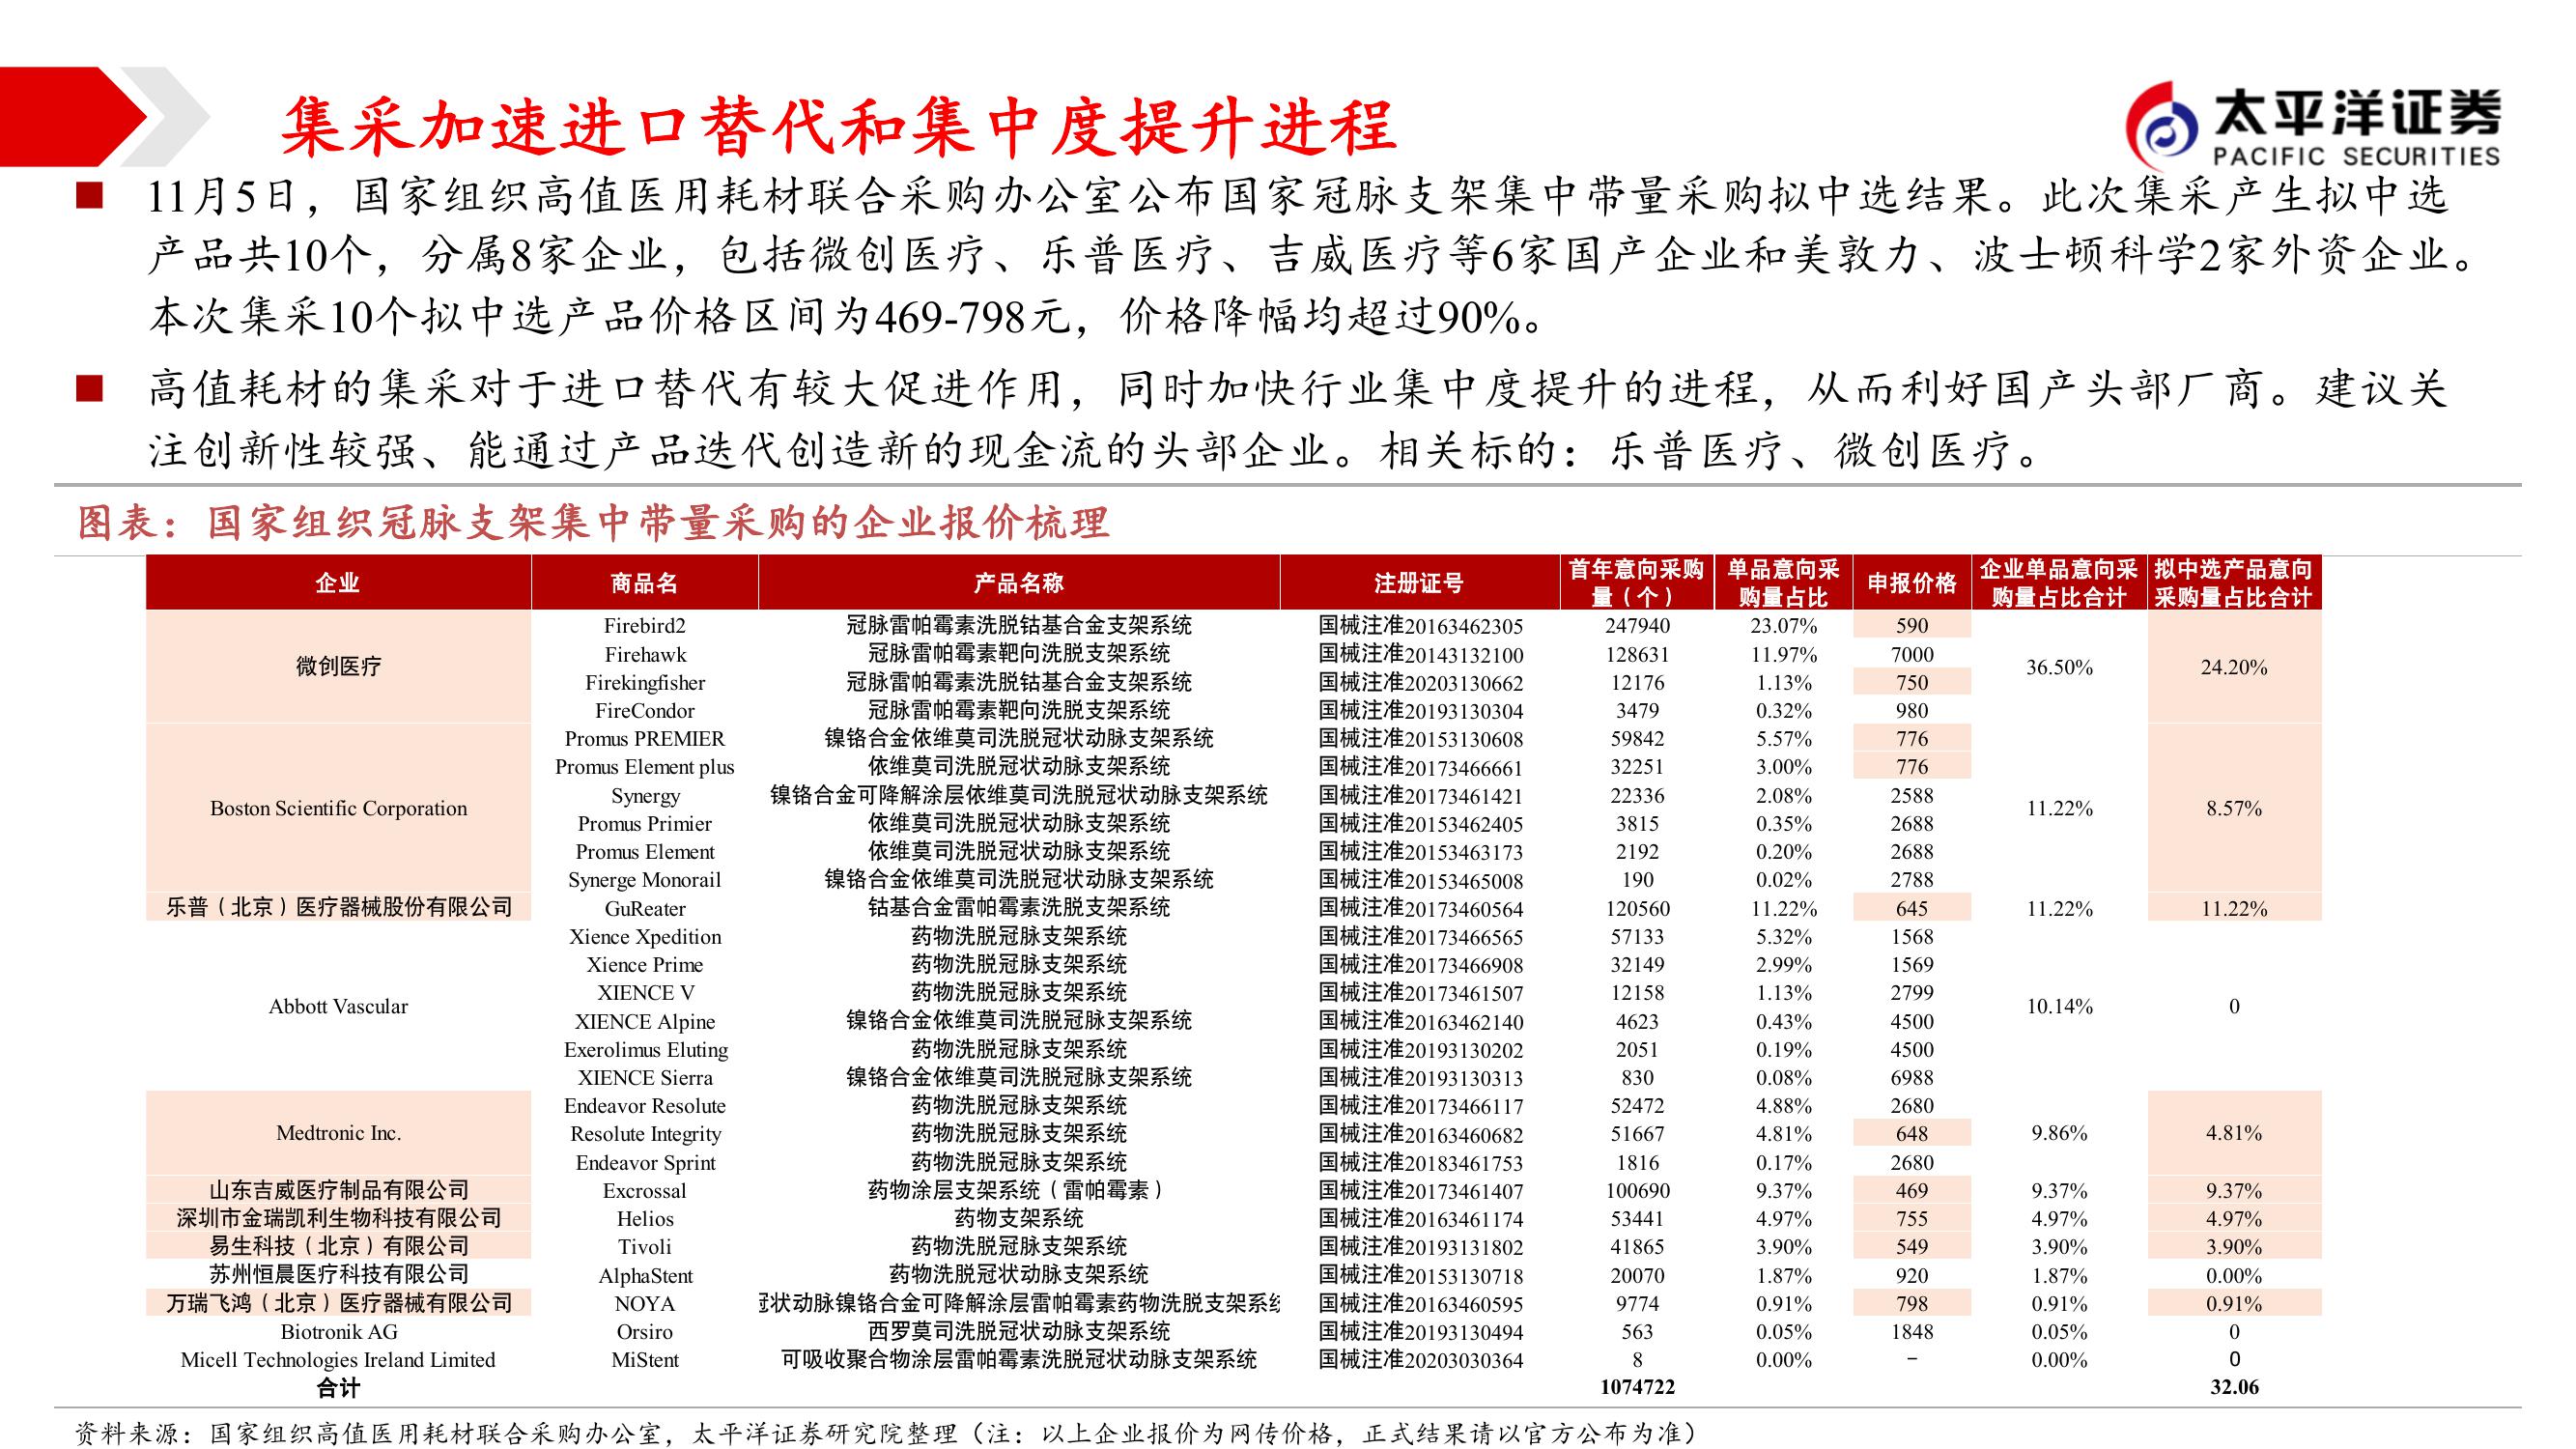 集采加速进口替代和集中度提升进程
太平洋证券
PACIFIC SECURITIES
11月5日，国家组织高值医用耗材联合采购办公室公布国家冠脉支架集中带量采购拟中选结果。此次集采产生拟中选
产品共10个，分属8家企业，包括微创医疗、乐普医疗、吉威医疗等6家国产企业和美敦力、波士顿科学2家外资企业。
本次集采10个拟中选产品价格区间为469-798元，价格降幅均超过90%。
高值耗材的集采对于进口替代有较大促进作用，同时加快行业集中度提升的进程，从而利好国产头部厂商。建议关
注创新性较强、能通过产品迭代创造新的现金流的头部企业。相关标的：乐普医疗、微创医疗。
图表：国家组织冠脉支架集中带量采购的企业报价梳理
企业 商品名 产品名称 注册证号 首年意向采购量（个） 单品意向采购量占比 申报价格 企业单品意向采购量占比合计 拟中选产品意向采购量占比合计
微创医疗 Firebird2 冠脉雷帕霉素洗脱钴基合金支架系统 国械注准20163462305 247940 23.07% 590 36.50% 24.20%
Firehawk 冠脉雷帕霉素靶向洗脱支架系统 国械注准20143132100 128631 11.97% 7000
Firekingfisher 冠脉雷帕霉素洗脱钴基合金支架系统 国械注准20203130662 12176 1.13% 750
FireCondor 冠脉雷帕霉素靶向洗脱支架系统 国械注准20193130304 3479 0.32% 980
Boston Scientific Corporation Promus PREMIER 镍铬合金依维莫司洗脱冠状动脉支架系统 国械注准20153130608 59842 5.57% 776 11.22% 8.57%
Promus Element plus 依维莫司洗脱冠状动脉支架系统 国械注准20173466661 32251 3.00% 776
Synergy 镍铬合金可降解涂层依维莫司洗脱冠状动脉支架系统 国械注准20173461421 22336 2.08% 2588
Promus Primier 依维莫司洗脱冠状动脉支架系统 国械注准20153462405 3815 0.35% 2688
Promus Element 依维莫司洗脱冠状动脉支架系统 国械注准20153463173 2192 0.20% 2688
Synerge Monorail 镍铬合金依维莫司洗脱冠状动脉支架系统 国械注准20153465008 190 0.02% 2788
乐普（北京）医疗器械股份有限公司 GuReater 钴基合金雷帕霉素洗脱支架系统 国械注准20173460564 120560 11.22% 645 11.22% 11.22%
Abbott Vascular Xience Xpedition 药物洗脱冠脉支架系统 国械注准20173466565 57133 5.32% 1568 10.14% 0
Xience Prime 药物洗脱冠脉支架系统 国械注准20173466908 32149 2.99% 1569
XIENCE V 药物洗脱冠脉支架系统 国械注准20173461507 12158 1.13% 2799
XIENCE Alpine 镍铬合金依维莫司洗脱冠脉支架系统 国械注准20163462140 4623 0.43% 4500
Exerolimus Eluting 药物洗脱冠脉支架系统 国械注准20193130202 2051 0.19% 4500
XIENCE Sierra 镍铬合金依维莫司洗脱冠脉支架系统 国械注准20193130313 830 0.08% 6988
Medtronic Inc. Endeavor Resolute 药物洗脱冠脉支架系统 国械注准20173466117 52472 4.88% 2680 9.86% 4.81%
Resolute Integrity 药物洗脱冠脉支架系统 国械注准20163460682 51667 4.81% 648
Endeavor Sprint 药物洗脱冠脉支架系统 国械注准20183461753 1816 0.17% 2680
山东吉威医疗制品有限公司 Excrossal 药物涂层支架系统（雷帕霉素） 国械注准20173461407 100690 9.37% 469 9.37% 9.37%
深圳市金瑞凯利生物科技有限公司 Helios 药物支架系统 国械注准20163461174 53441 4.97% 755 4.97% 4.97%
易生科技（北京）有限公司 Tivoli 药物洗脱冠脉支架系统 国械注准20193131802 41865 3.90% 549 3.90% 3.90%
苏州恒晨医疗科技有限公司 AlphaStent 药物洗脱冠状动脉支架系统 国械注准20153130718 20070 1.87% 920 1.87% 0.00%
万瑞飞鸿（北京）医疗器械有限公司 NOYA 冠状动脉镍铬合金可降解涂层雷帕霉素药物洗脱支架系统 国械注准20163460595 9774 0.91% 798 0.91% 0.91%
Biotronik AG Orsiro 西罗莫司洗脱冠状动脉支架系统 国械注准20193130494 563 0.05% 1848 0.05% 0
Micell Technologies Ireland Limited MiStent 可吸收聚合物涂层雷帕霉素洗脱冠状动脉支架系统 国械注准20203030364 8 0.00% - 0.00% 0
合计 1074722 32.06
资料来源：国家组织高值医用耗材联合采购办公室，太平洋证券研究院整理（注：以上企业报价为网传价格，正式结果请以官方公布为准）